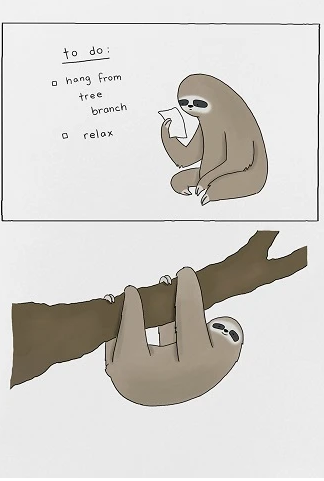 to do:
□ hang from
tree
branch
□ relax